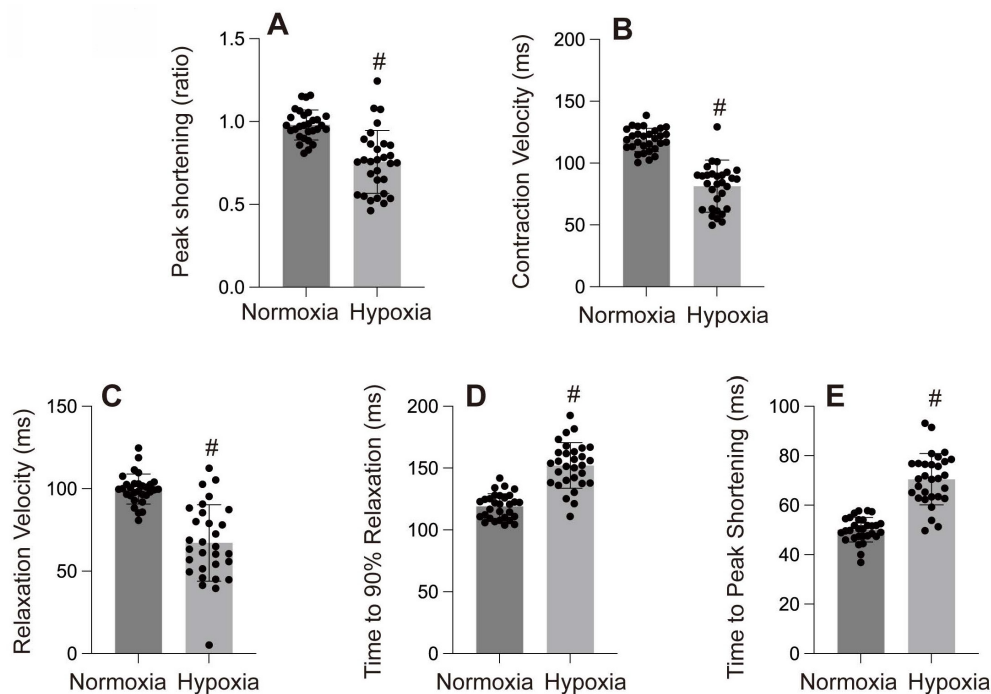 A
Peak shortening (ratio)
1.5
1.0
0.5
0.0
#
Normoxia Hypoxia
B
Contraction Velocity (ms)
200
150
100
50
0
#
Normoxia Hypoxia
C
Relaxation Velocity (ms)
150
100
50
0
#
Normoxia Hypoxia
D
Time to 90% Relaxation (ms)
200
150
100
50
0
#
Normoxia Hypoxia
E
Time to Peak Shortening (ms)
100
80
60
40
20
0
#
Normoxia Hypoxia